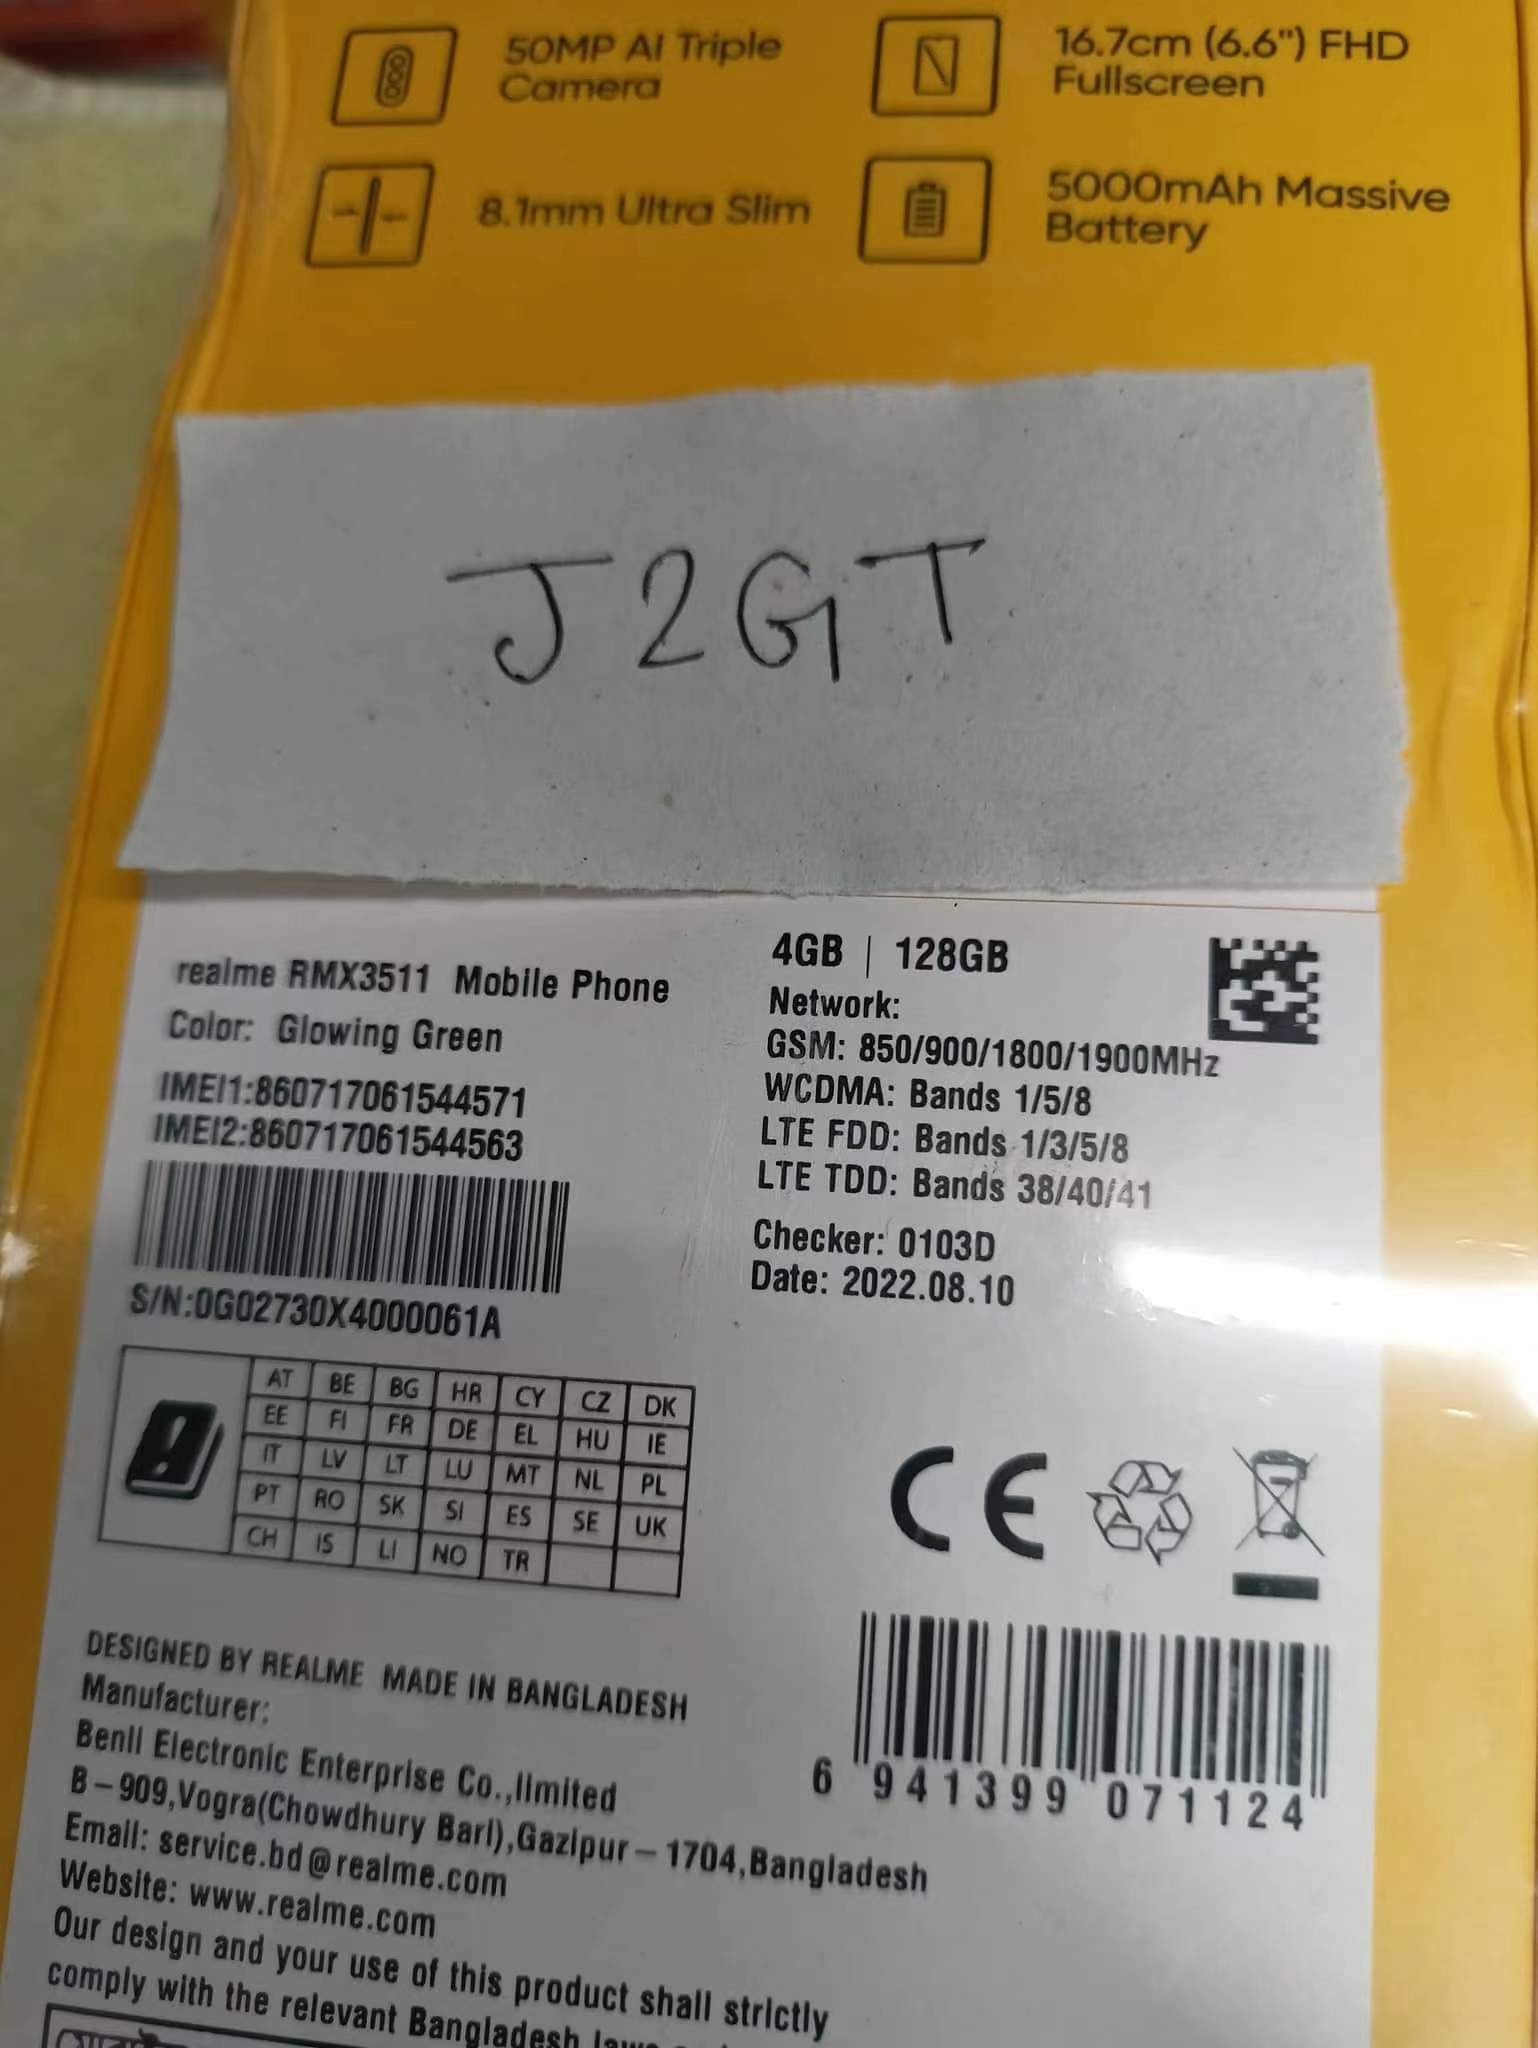 50MP AI Triple
Camera
16.7cm (6.6") FHD
Fullscreen
8.1mm Ultra Slim
5000mAh Massive
Battery
J2GT
realme RMX3511 Mobile Phone
Color: Glowing Green
IMEI1:860717061544571
IMEI2:860717061544563
S/N:0G02730X4000061A
4GB | 128GB
Network:
GSM: 850/900/1800/1900MHz
WCDMA: Bands 1/5/8
LTE FDD: Bands 1/3/5/8
LTE TDD: Bands 38/40/41
Checker: 0103D
Date: 2022.08.10
AT BE BG HR CY CZ DK
EE FI FR DE EL HU IE
IT LV LT LU MT NL PL
PT RO SK SI ES SE UK
CH IS LI NO TR
CE
6 941399 071124
DESIGNED BY REALME MADE IN BANGLADESH
Manufacturer:
Benli Electronic Enterprise Co.,limited
B-909,Vogra(Chowdhury Bari),Gazipur-1704,Bangladesh
Email: service.bd@realme.com
Website: www.realme.com
Our design and your use of this product shall strictly
comply with the relevant Bangladesh laws